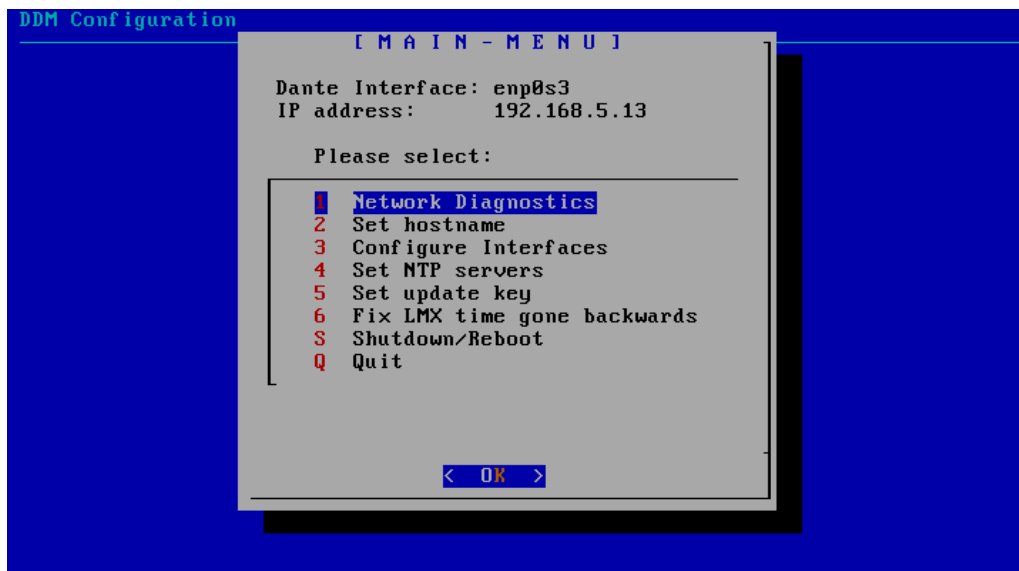 DDM Configuration
[ M A I N - M E N U ]
Dante Interface: enp0s3
IP address: 192.168.5.13
Please select:
1 Network Diagnostics
2 Set hostname
3 Configure Interfaces
4 Set NTP servers
5 Set update key
6 Fix LMX time gone backwards
S Shutdown/Reboot
Q Quit
< OK >